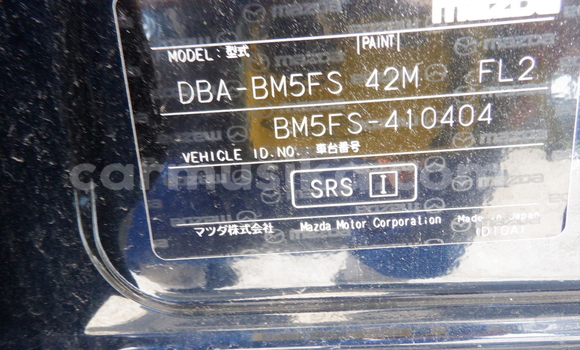 mazda
MODEL: 型式 PAINT
DBA-BM5FS 42M FL2
BM5FS-410404
VEHICLE ID.NO.: 車台番号
SRS I
マツダ株式会社 Mazda Motor Corporation Made in Japan
(D10A)